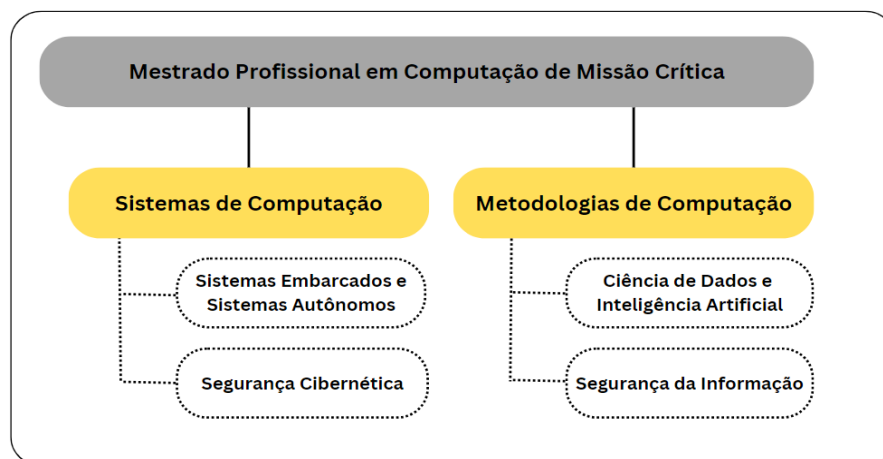 Mestrado Profissional em Computação de Missão Crítica
Sistemas de Computação
Metodologias de Computação
Sistemas Embarcados e
Sistemas Autônomos
Ciência de Dados e
Inteligência Artificial
Segurança Cibernética
Segurança da Informação